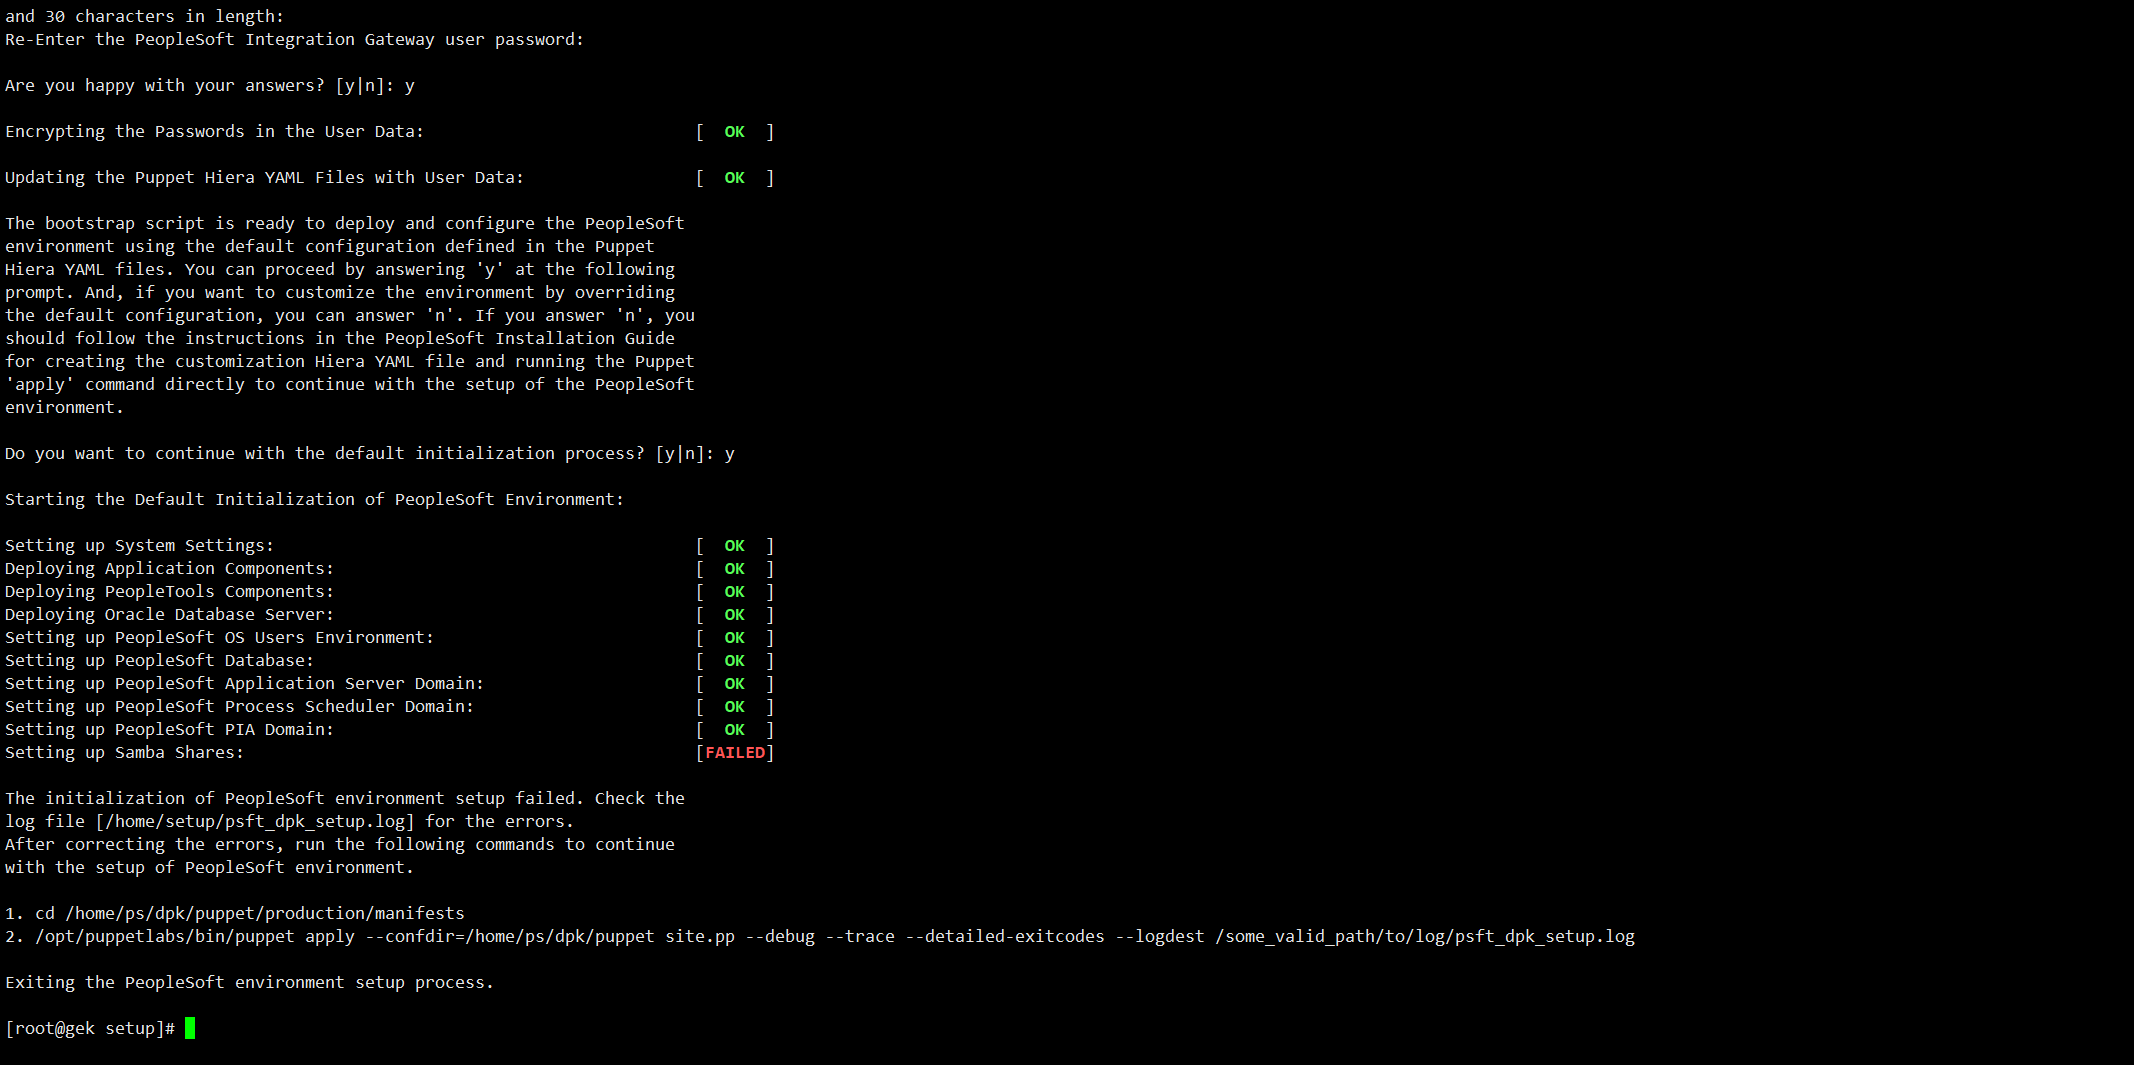 and 30 characters in length:
Re-Enter the PeopleSoft Integration Gateway user password:
Are you happy with your answers? [y|n]: y
Encrypting the Passwords in the User Data: [ OK ]
Updating the Puppet Hiera YAML Files with User Data: [ OK ]
The bootstrap script is ready to deploy and configure the PeopleSoft
environment using the default configuration defined in the Puppet
Hiera YAML files. You can proceed by answering 'y' at the following
prompt. And, if you want to customize the environment by overriding
the default configuration, you can answer 'n'. If you answer 'n', you
should follow the instructions in the PeopleSoft Installation Guide
for creating the customization Hiera YAML file and running the Puppet
'apply' command directly to continue with the setup of the PeopleSoft
environment.
Do you want to continue with the default initialization process? [y|n]: y
Starting the Default Initialization of PeopleSoft Environment:
Setting up System Settings: [ OK ]
Deploying Application Components: [ OK ]
Deploying PeopleTools Components: [ OK ]
Deploying Oracle Database Server: [ OK ]
Setting up PeopleSoft OS Users Environment: [ OK ]
Setting up PeopleSoft Database: [ OK ]
Setting up PeopleSoft Application Server Domain: [ OK ]
Setting up PeopleSoft Process Scheduler Domain: [ OK ]
Setting up PeopleSoft PIA Domain: [ OK ]
Setting up Samba Shares: [FAILED]
The initialization of PeopleSoft environment setup failed. Check the
log file [/home/setup/psft_dpk_setup.log] for the errors.
After correcting the errors, run the following commands to continue
with the setup of PeopleSoft environment.
1. cd /home/ps/dpk/puppet/production/manifests
2. /opt/puppetlabs/bin/puppet apply --confdir=/home/ps/dpk/puppet site.pp --debug --trace --detailed-exitcodes --logdest /some_valid_path/to/log/psft_dpk_setup.log
Exiting the PeopleSoft environment setup process.
[root@gek setup]#